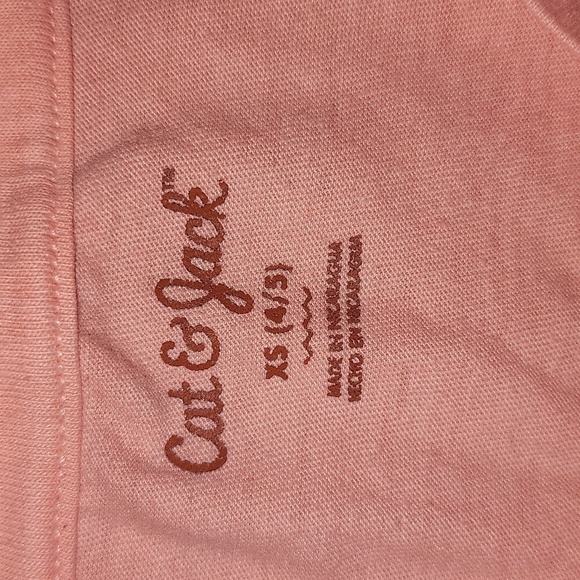 Cat & Jack™
XS (4/5)
MADE IN NICARAGUA
HECHO EN NICARAGUA